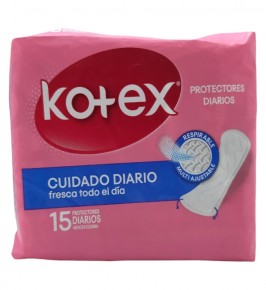 Kotex
PROTECTORES
DIARIOS
RESPIRABLE
MULTIAJUSTABLE
CUIDADO DIARIO
fresca todo el día
15 PROTECTORES
DIARIOS